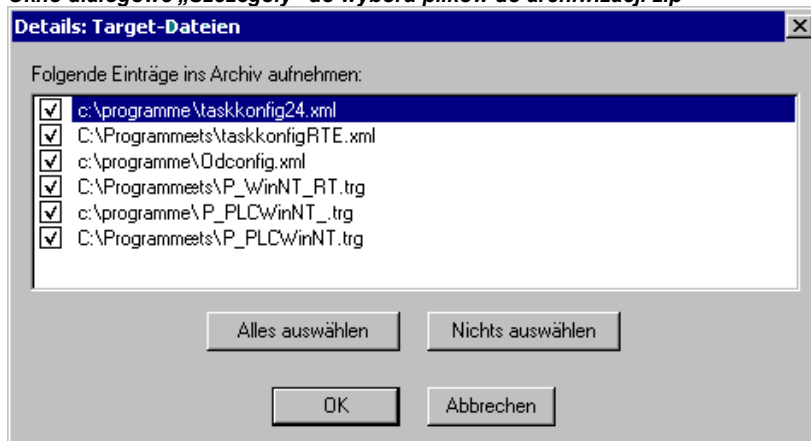 Okno dialogowe „Szczegóły" do wyboru plików do archiwizacji zip
Details: Target-Dateien
Folgende Einträge ins Archiv aufnehmen:
c:\programme\taskkonfig24.xml
C:\Programmeets\taskkonfigRTE.xml
c:\programme\Odconfig.xml
C:\Programmeets\P_WinNT_RT.trg
c:\programme\P_PLCWinNT_.trg
C:\Programmeets\P_PLCWinNT.trg
Alles auswählen Nichts auswählen
OK Abbrechen